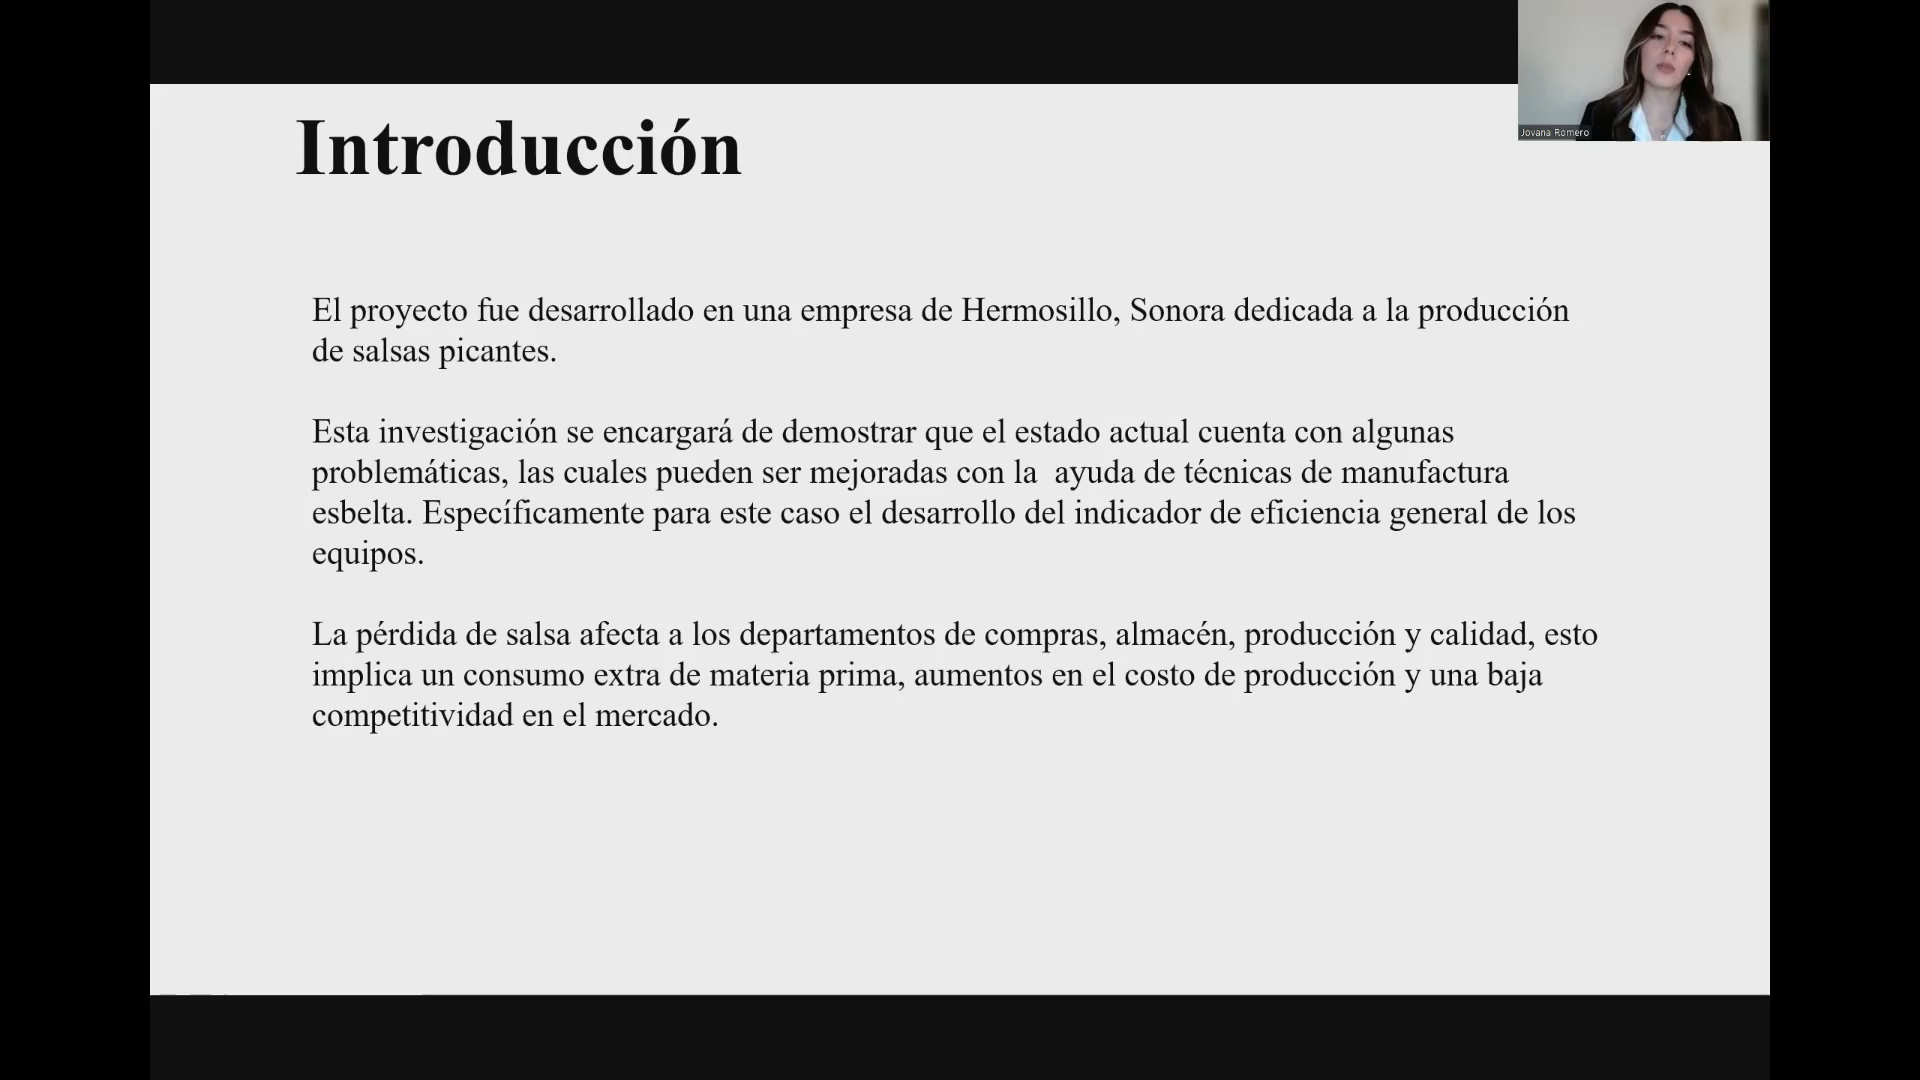 Jovana Romero
Introducción
El proyecto fue desarrollado en una empresa de Hermosillo, Sonora dedicada a la producción
de salsas picantes.
Esta investigación se encargará de demostrar que el estado actual cuenta con algunas
problemáticas, las cuales pueden ser mejoradas con la  ayuda de técnicas de manufactura
esbelta. Específicamente para este caso el desarrollo del indicador de eficiencia general de los
equipos.
La pérdida de salsa afecta a los departamentos de compras, almacén, producción y calidad, esto
implica un consumo extra de materia prima, aumentos en el costo de producción y una baja
competitividad en el mercado.